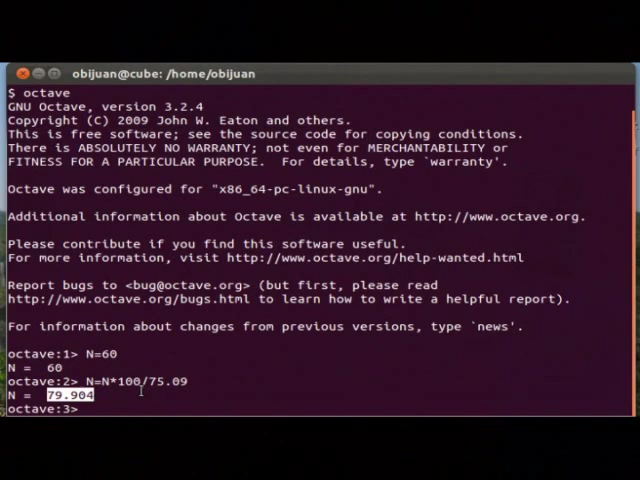 obijuan@cube: /home/obijuan
$ octave
GNU Octave, version 3.2.4
Copyright (C) 2009 John W. Eaton and others.
This is free software; see the source code for copying conditions.
There is ABSOLUTELY NO WARRANTY; not even for MERCHANTABILITY or
FITNESS FOR A PARTICULAR PURPOSE.  For details, type `warranty'.
Octave was configured for "x86_64-pc-linux-gnu".
Additional information about Octave is available at http://www.octave.org.
Please contribute if you find this software useful.
For more information, visit http://www.octave.org/help-wanted.html
Report bugs to <bug@octave.org> (but first, please read
http://www.octave.org/bugs.html to learn how to write a helpful report).
For information about changes from previous versions, type `news'.
octave:1> N=60
N =  60
octave:2> N=N*100/75.09
N =  79.904
octave:3>